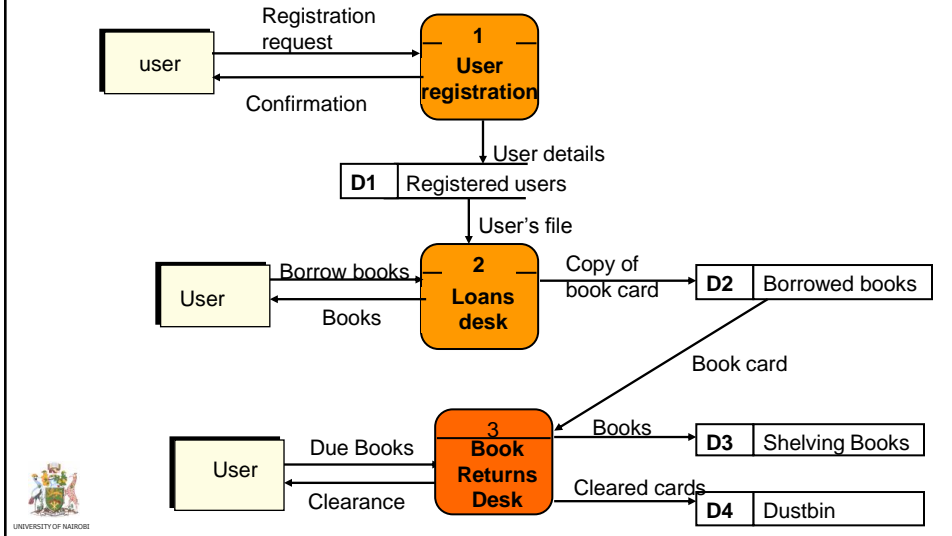 Registration
request
1
user
User
registration
Confirmation
User details
D1 Registered users
User's file
Borrow books
2
Copy of
book card
D2 Borrowed books
User
Loans
desk
Books
Book card
3
Books
D3 Shelving Books
Due Books
Book
User
Returns
Desk
Clearance
Cleared cards
D4 Dustbin
UNIVERSITY OF NAIROBI